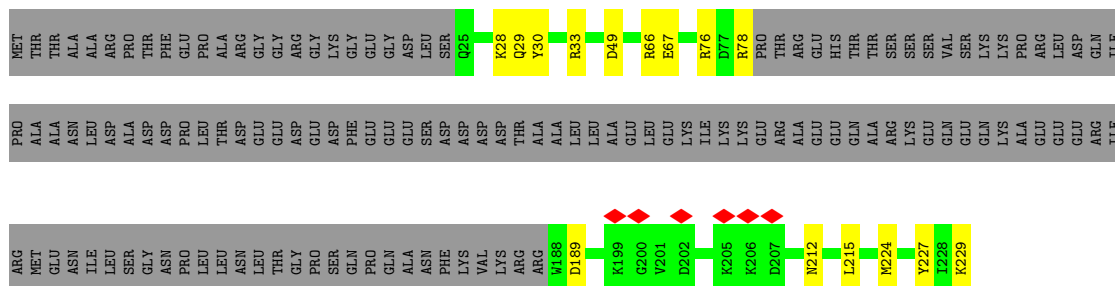 MET THR THR ALA ALA ARG PRO THR PHE GLU PRO ALA ARG GLY GLY ARG GLY LYS GLY GLU GLY ASP LEU SER Q25 K28 Q29 Y30 R33 D49 R66 E67 R76 D77 R78 PRO THR ARG GLU HIS THR THR SER SER SER VAL SER LYS LYS PRO ARG LEU ASP GLN ILE
PRO ALA ALA ASN LEU ASP ALA ASP ASP PRO LEU THR ASP GLU GLU ASP GLU ASP PHE GLU GLU GLU SER ASP ASP ASP ASP THR ALA ALA LEU LEU ALA GLU LEU GLU LYS ILE LYS LYS GLU ARG ALA GLU GLU GLN ALA ARG LYS GLU GLN GLU GLN LYS ALA GLU GLU GLU ARG ILE
ARG MET GLU ASN ILE LEU SER GLY ASN PRO LEU LEU ASN LEU THR GLY PRO SER GLN PRO GLN ALA ASN PHE LYS VAL LYS ARG ARG W188 D189 K199 G200 V201 D202 K205 K206 D207 N212 L215 M224 Y227 I228 K229